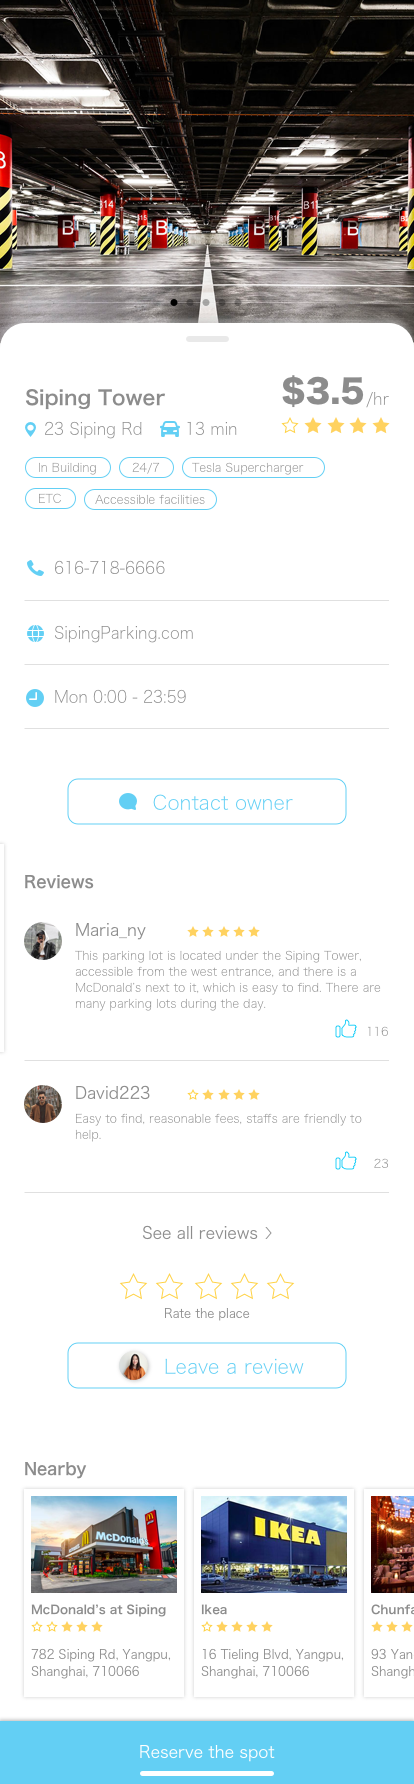 B
J14
B
J15
B
B
B16
B1
B
Siping Tower
$3.5/hr
23 Siping Rd 13 min
In Building 24/7 Tesla Supercharger
ETC Accessible facilities
616-718-6666
SipingParking.com
Mon 0:00 - 23:59
Contact owner
Reviews
Maria_ny
This parking lot is located under the Siping Tower,
accessible from the west entrance, and there is a
McDonald's next to it, which is easy to find. There are
many parking lots during the day.
116
David223
Easy to find, reasonable fees, staffs are friendly to
help.
23
See all reviews >
Rate the place
Leave a review
Nearby
McDonald's
McDonald's at Siping
782 Siping Rd, Yangpu,
Shanghai, 710066
IKEA
Ikea
16 Tieling Blvd, Yangpu,
Shanghai, 710066
Chunfa
93 Yan
Shangh
Reserve the spot